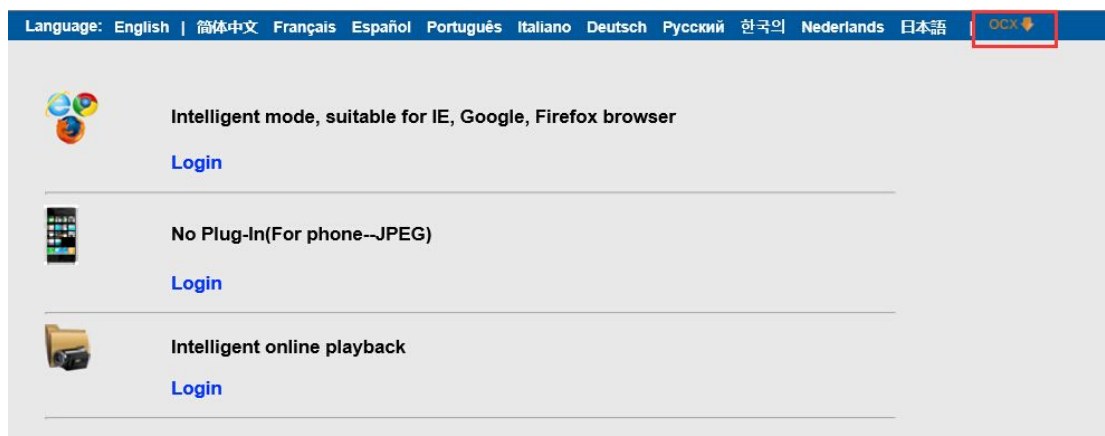 Language: English | 简体中文 Français Español Português Italiano Deutsch Русский 한국의 Nederlands 日本語 | OCX
Intelligent mode, suitable for IE, Google, Firefox browser
Login
No Plug-In(For phone--JPEG)
Login
Intelligent online playback
Login